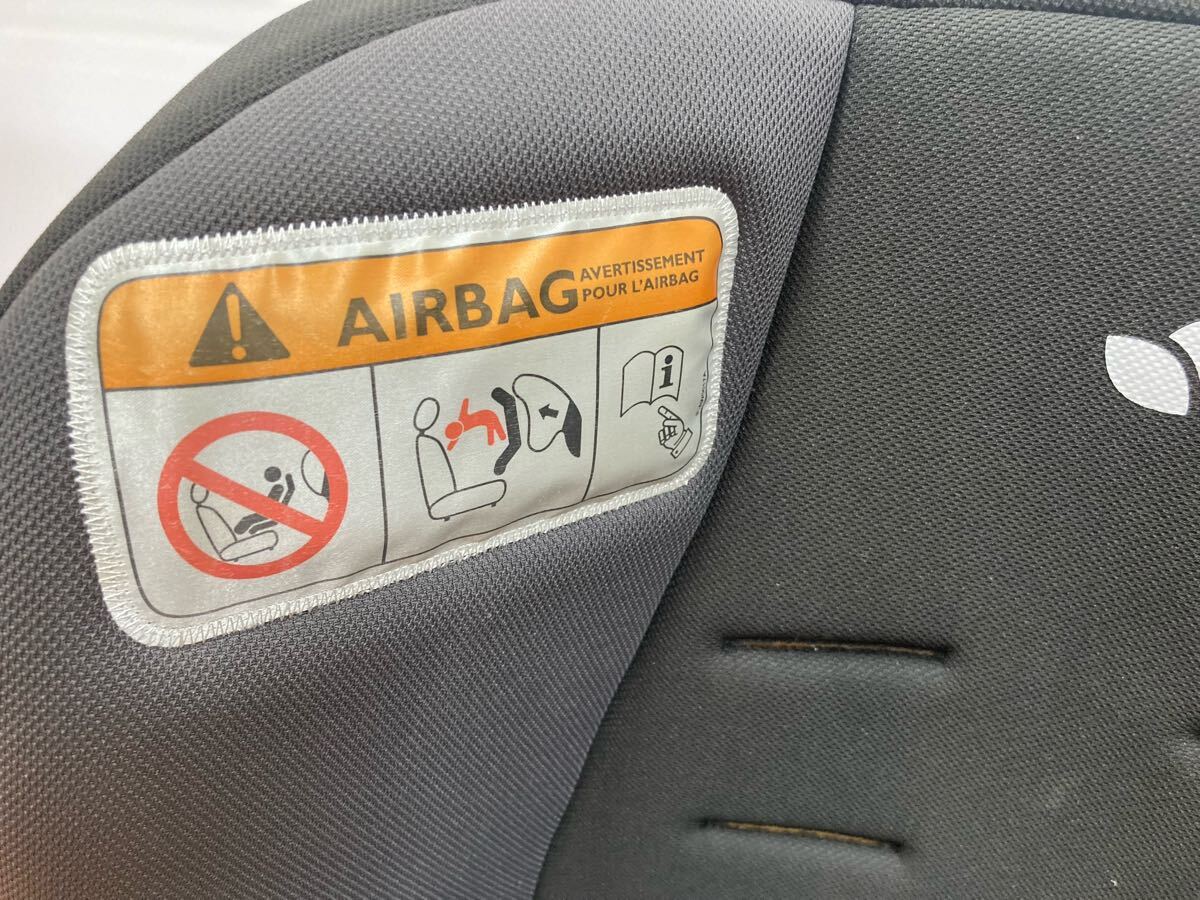 AIRBAG
AVERTISSEMENT
POUR L'AIRBAG
i